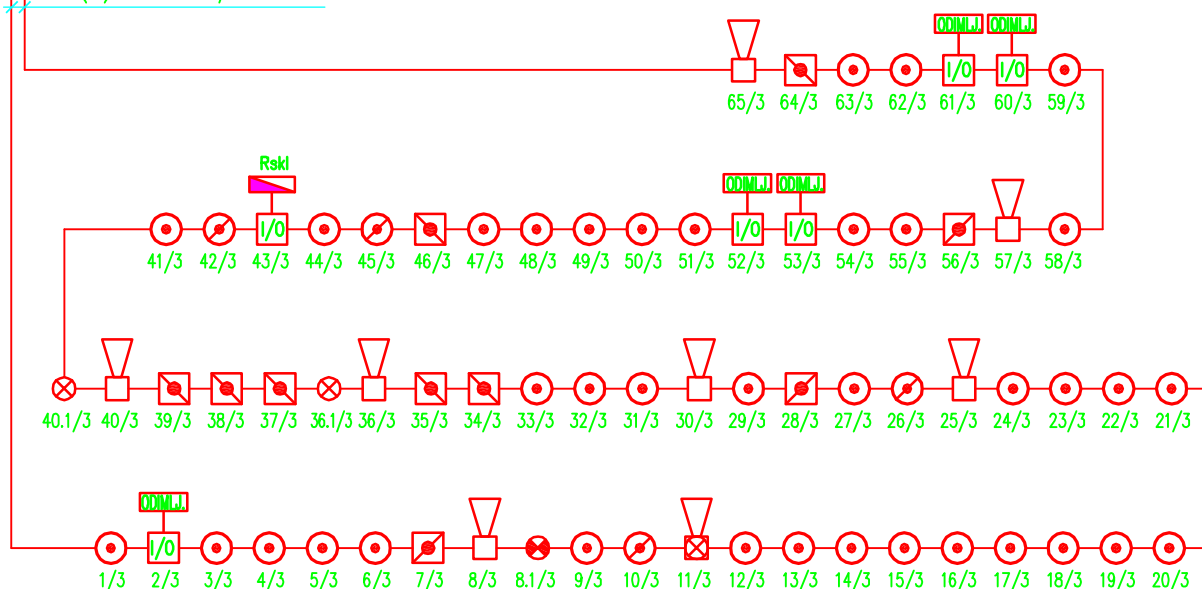 ODIMLJ. ODIMLJ.
I/O I/O
65/3 64/3 63/3 62/3 61/3 60/3 59/3
Rskl
ODIMLJ. ODIMLJ.
I/O I/O I/O
41/3 42/3 43/3 44/3 45/3 46/3 47/3 48/3 49/3 50/3 51/3 52/3 53/3 54/3 55/3 56/3 57/3 58/3
40.1/3 40/3 39/3 38/3 37/3 36.1/3 36/3 35/3 34/3 33/3 32/3 31/3 30/3 29/3 28/3 27/3 26/3 25/3 24/3 23/3 22/3 21/3
ODIMLJ.
I/O
1/3 2/3 3/3 4/3 5/3 6/3 7/3 8/3 8.1/3 9/3 10/3 11/3 12/3 13/3 14/3 15/3 16/3 17/3 18/3 19/3 20/3